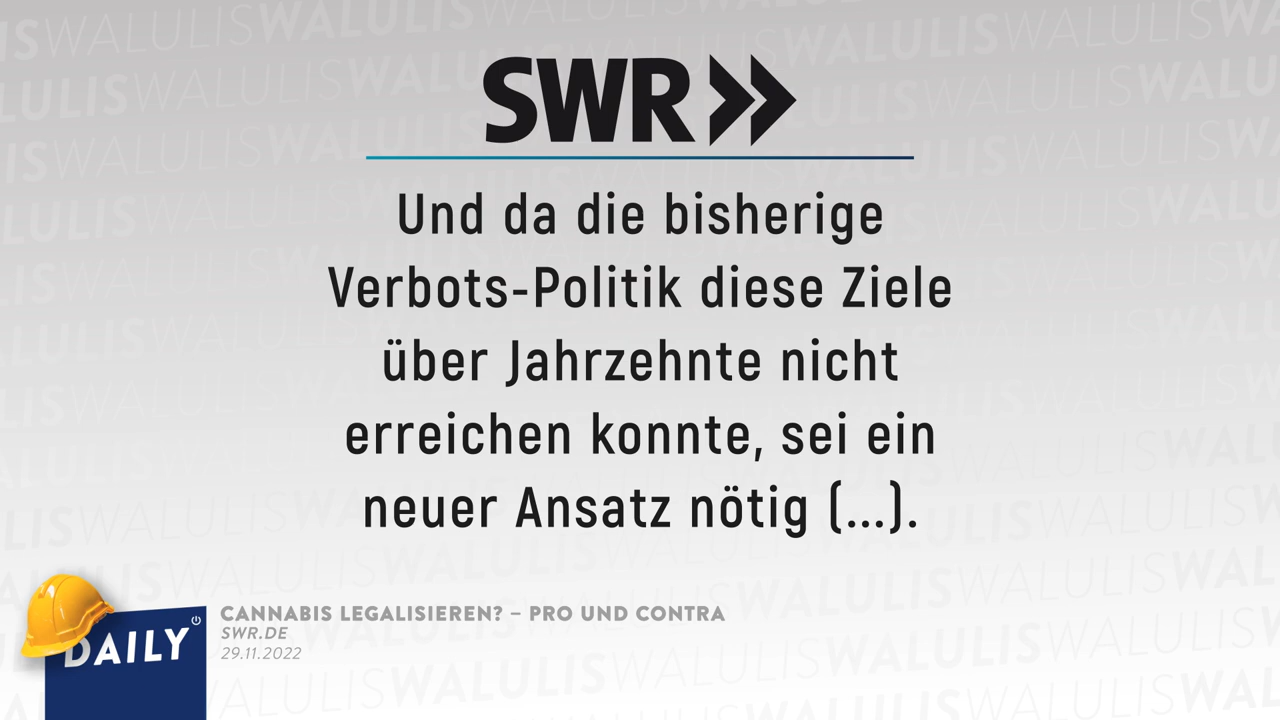 SWR
Und da die bisherige
Verbots-Politik diese Ziele
über Jahrzehnte nicht
erreichen konnte, sei ein
neuer Ansatz nötig (...).
DAILY
CANNABIS LEGALISIEREN? – PRO UND CONTRA
SWR.DE
29.11.2022